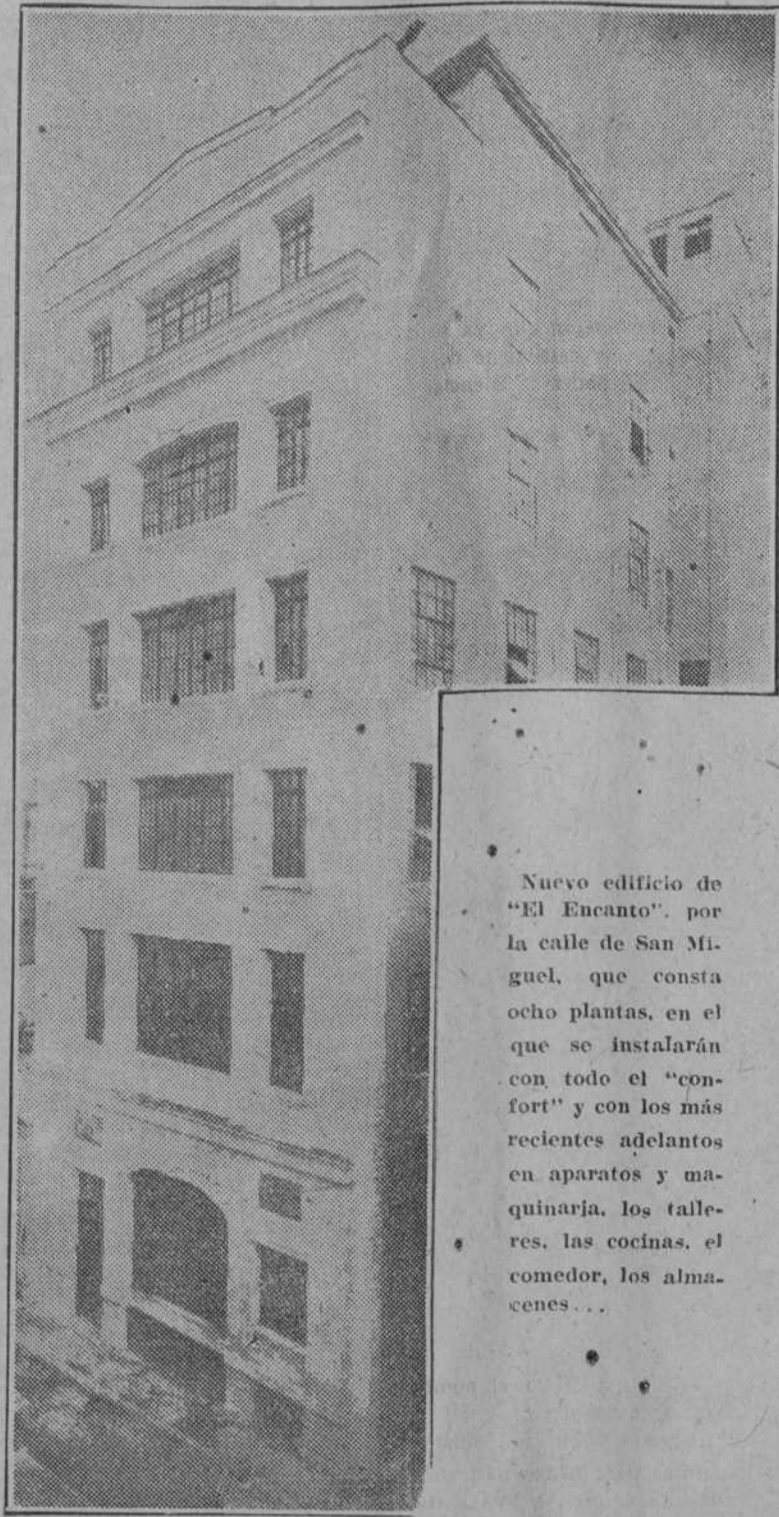 Nuevo edificio de
"El Encanto". por
la calle de San Mi-
guel, que consta
ocho plantas, en el
que se instalarán
con todo el "con-
fort" y con los más
recientes adelantos
en aparatos y ma-
quinaria, los talle-
res, las cocinas, el
comedor, los alma-
cenes...